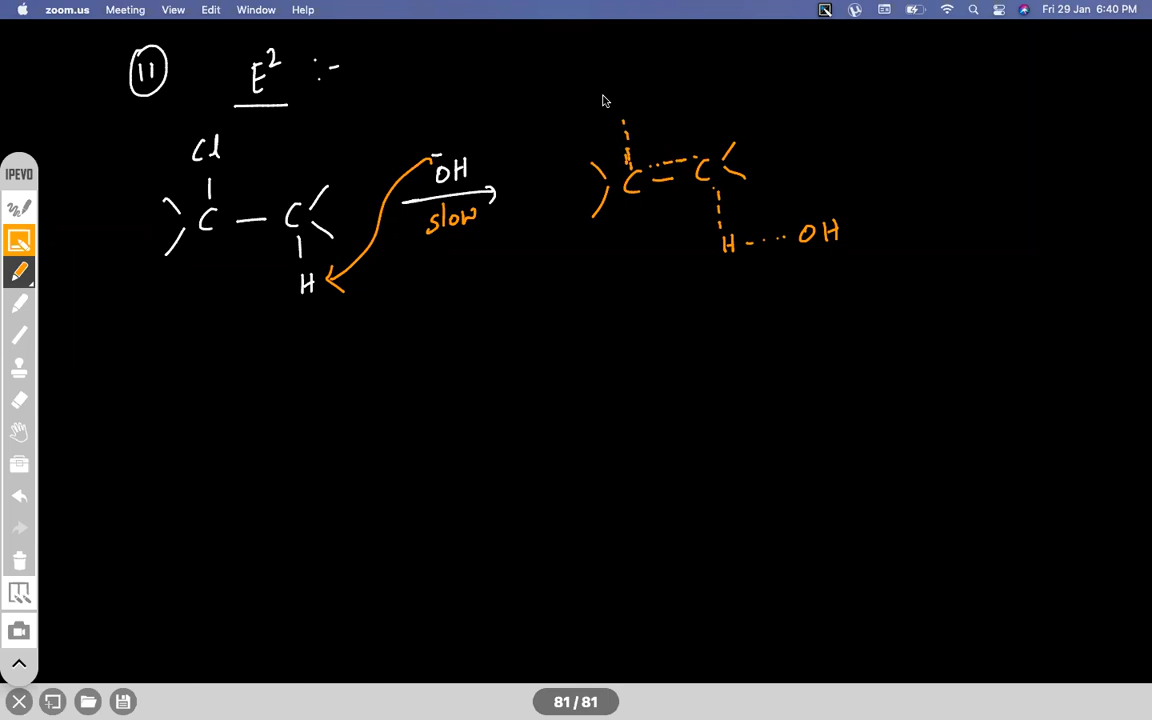 zoom.us Meeting View Edit Window Help Fri 29 Jan 6:40 PM
IPEVO
11 E² :-
Cl
C — C
H
ŌH
slow
C = C
H ..... OH
81 / 81